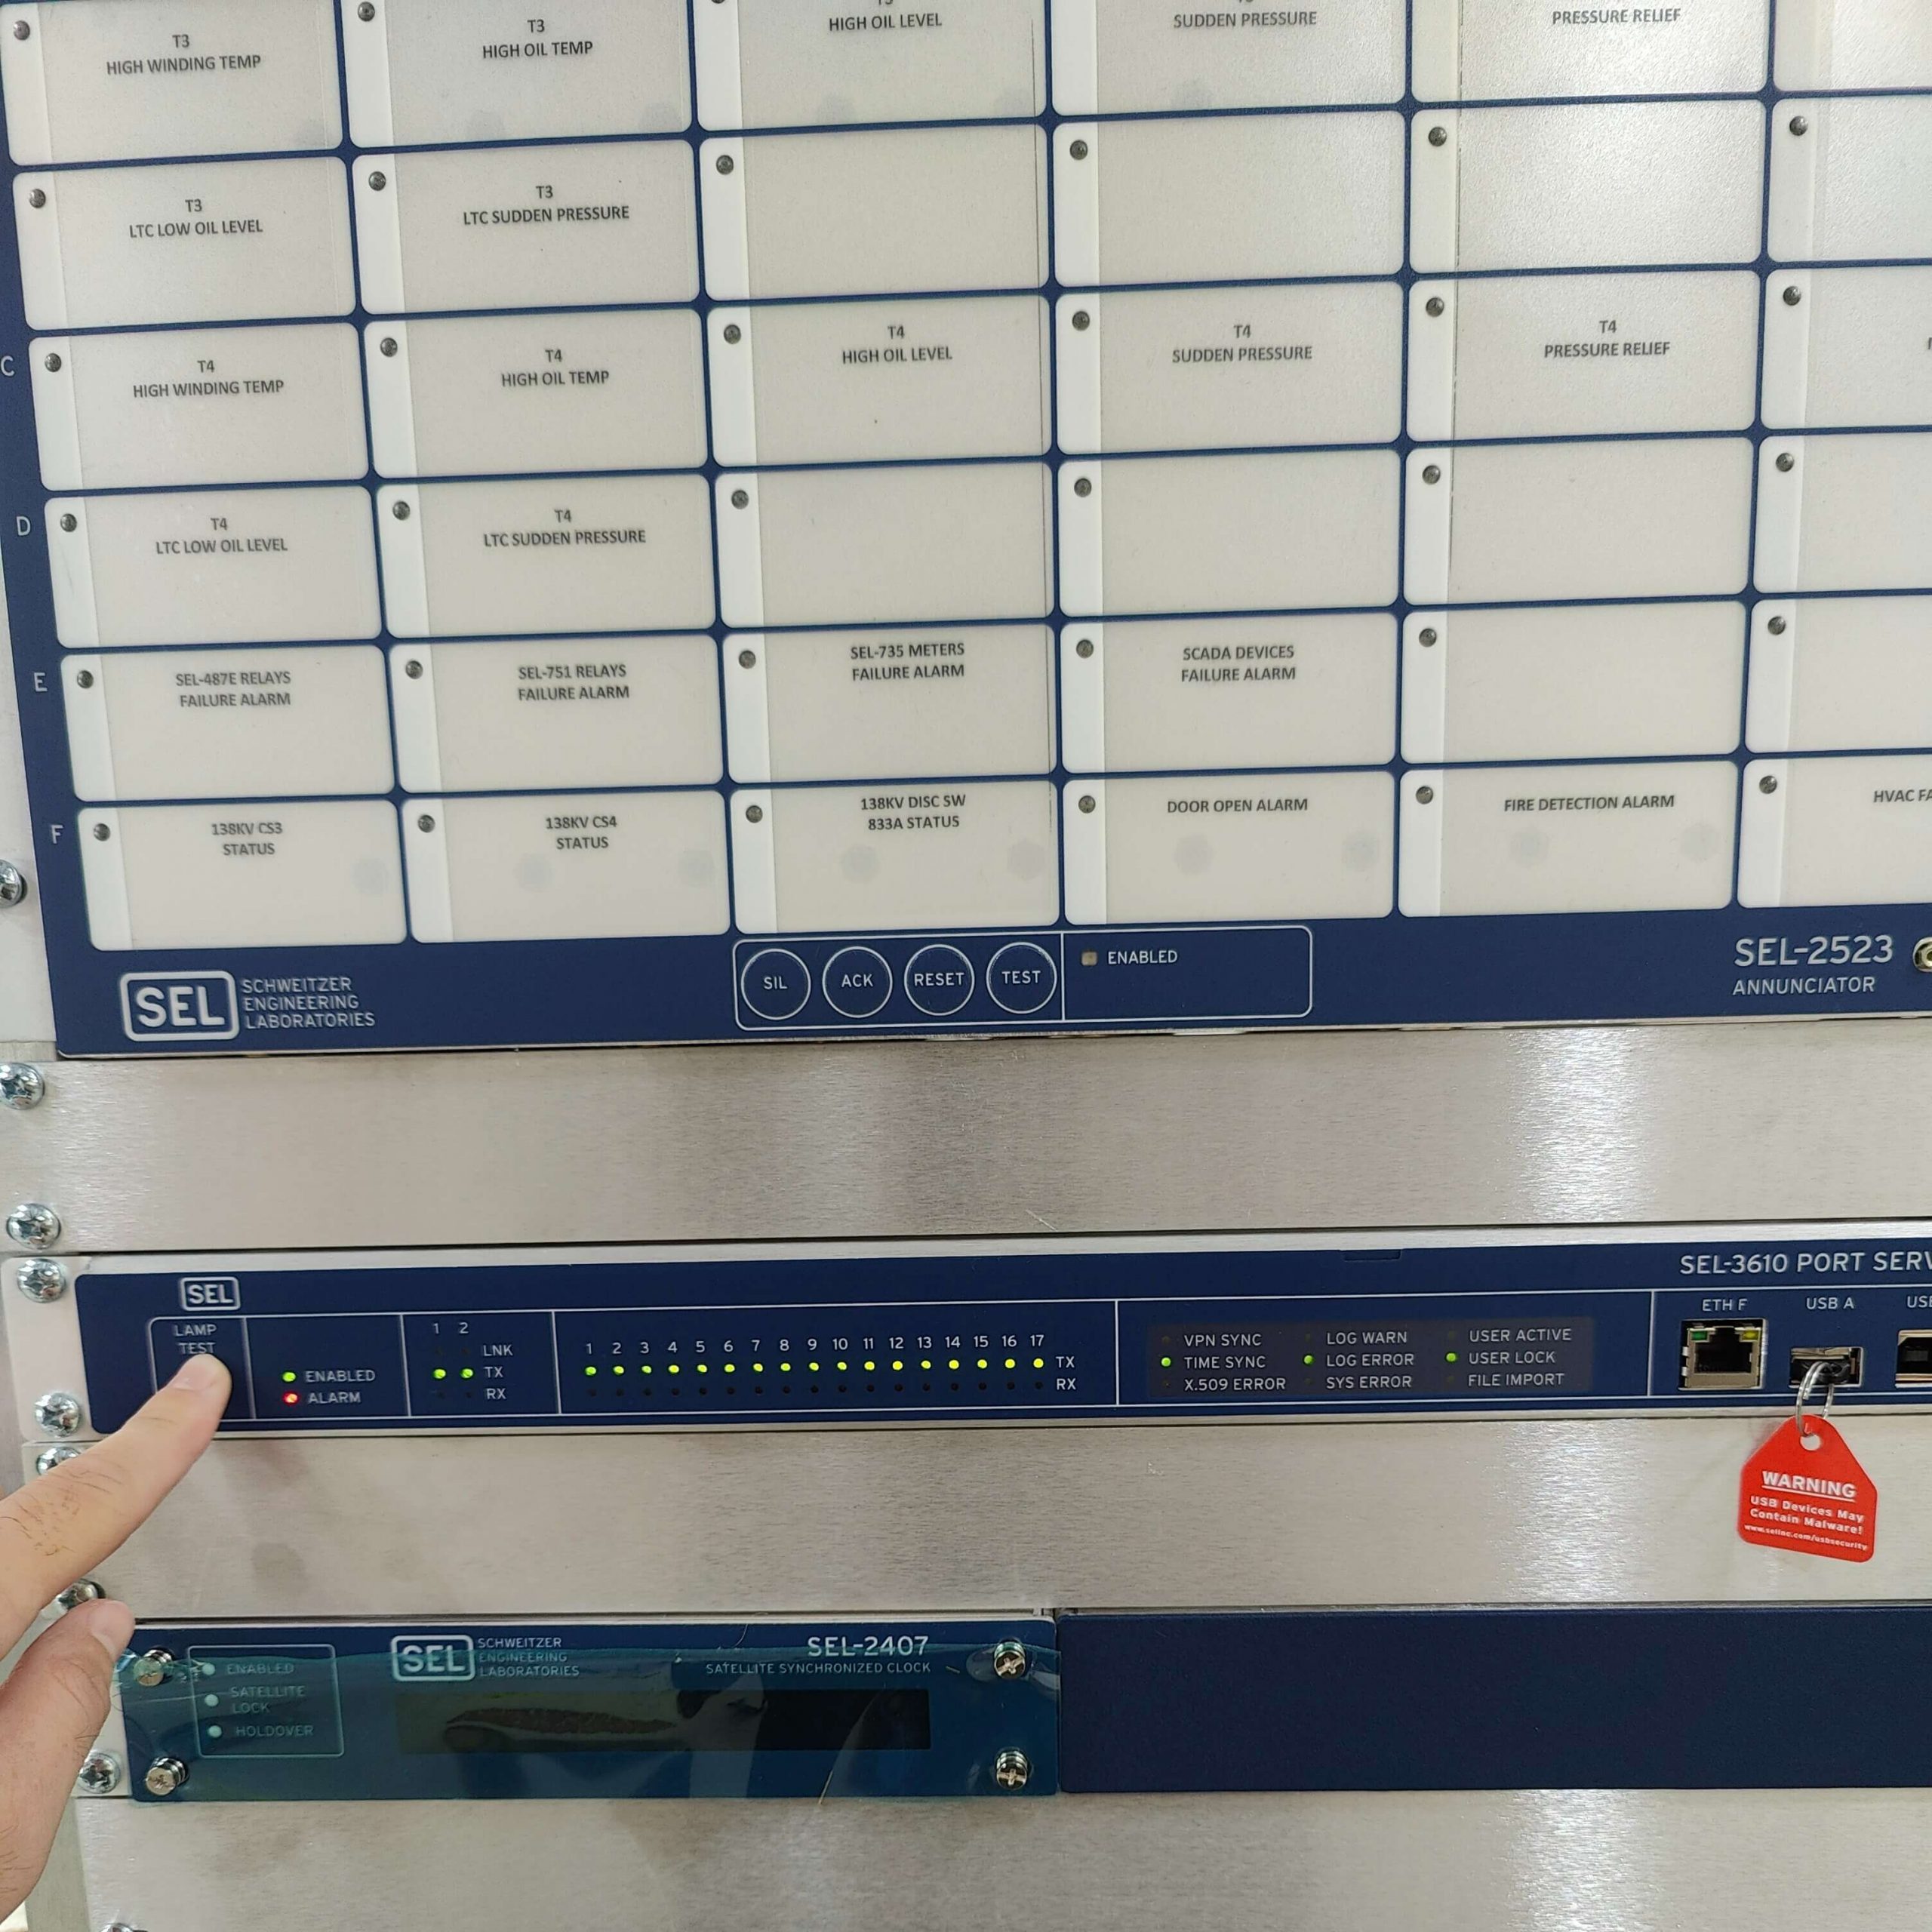 T3
HIGH WINDING TEMP
T3
HIGH OIL TEMP
HIGH OIL LEVEL
SUDDEN PRESSURE
PRESSURE RELIEF
T3
LTC LOW OIL LEVEL
T3
LTC SUDDEN PRESSURE
C
T4
HIGH WINDING TEMP
T4
HIGH OIL TEMP
T4
HIGH OIL LEVEL
T4
SUDDEN PRESSURE
T4
PRESSURE RELIEF
D
T4
LTC LOW OIL LEVEL
T4
LTC SUDDEN PRESSURE
E
SEL-487E RELAYS
FAILURE ALARM
SEL-751 RELAYS
FAILURE ALARM
SEL-735 METERS
FAILURE ALARM
SCADA DEVICES
FAILURE ALARM
F
138KV CS3
STATUS
138KV CS4
STATUS
138KV DISC SW
833A STATUS
DOOR OPEN ALARM
FIRE DETECTION ALARM
HVAC FA
SEL
SCHWEITZER
ENGINEERING
LABORATORIES
SIL
ACK
RESET
TEST
ENABLED
SEL-2523
ANNUNCIATOR
SEL
SEL-3610 PORT SERV
LAMP
TEST
ENABLED
ALARM
1 2
LNK
TX
RX
1 2 3 4 5 6 7 8 9 10 11 12 13 14 15 16 17
TX
RX
VPN SYNC
TIME SYNC
X.509 ERROR
LOG WARN
LOG ERROR
SYS ERROR
USER ACTIVE
USER LOCK
FILE IMPORT
ETH F
USB A
USB
WARNING
USB Devices May
Contain Malware!
www.selinc.com/usbsecurity
ENABLED
SATELLITE
LOCK
HOLDOVER
SEL
SCHWEITZER
ENGINEERING
LABORATORIES
SEL-2407
SATELLITE SYNCHRONIZED CLOCK